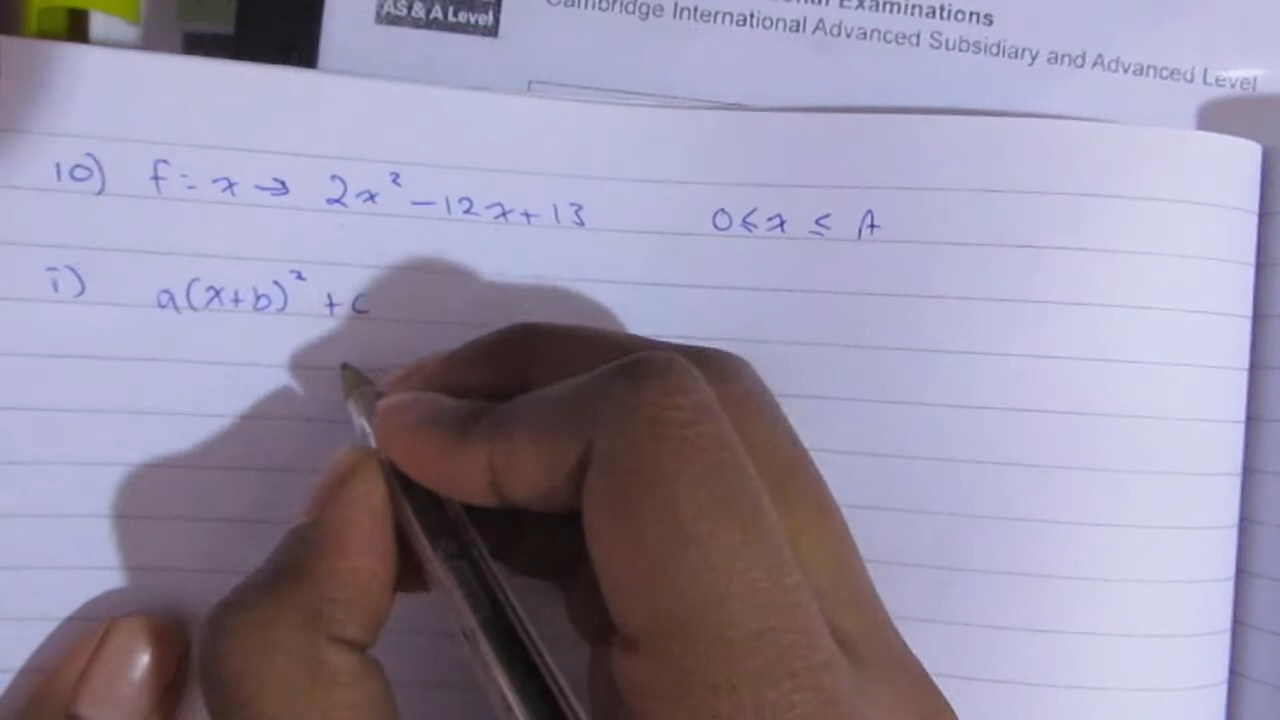 Examinations
AS & A Level
Cambridge International Advanced Subsidiary and Advanced Level
10) f: x → 2x² - 12x + 13 0 ≤ x ≤ A
i) a(x+b)² + c